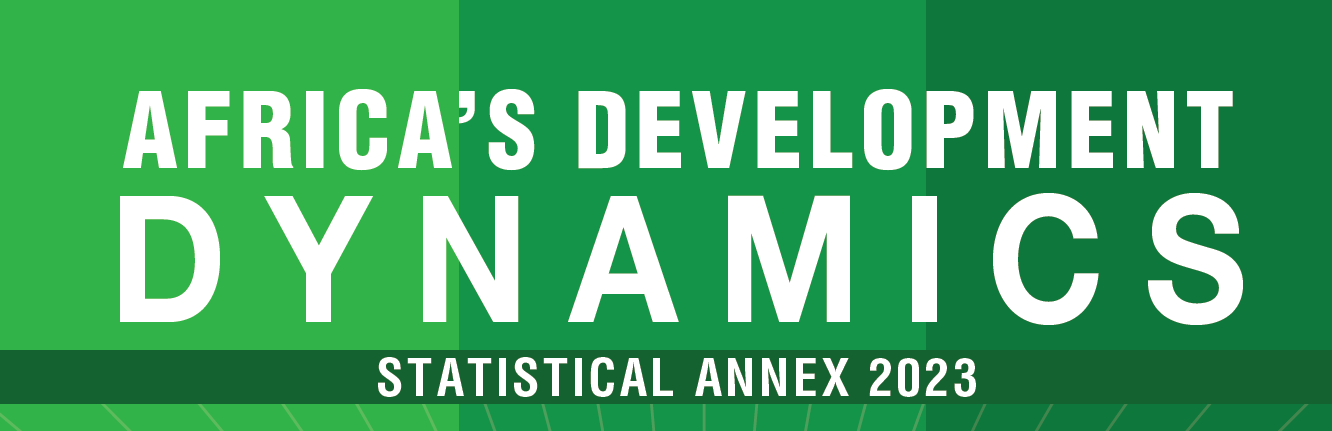 AFRICA’S DEVELOPMENT
DYNAMICS
STATISTICAL ANNEX 2023